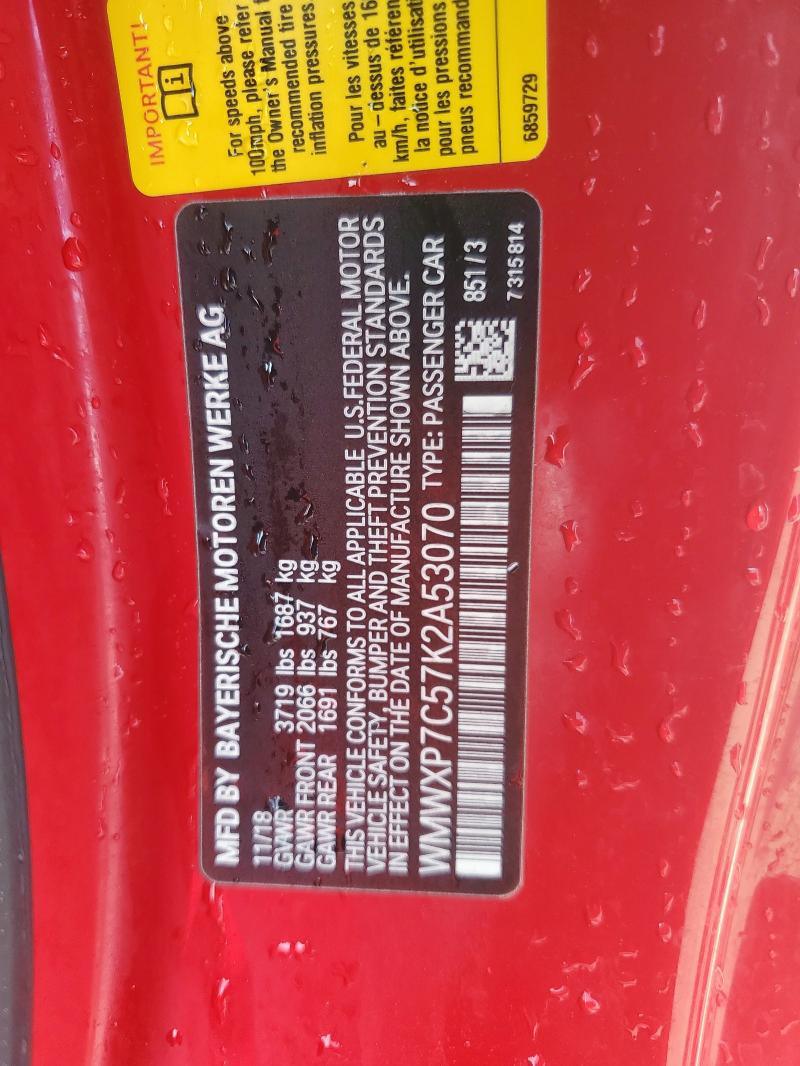 IMPORTANT!
For speeds above
100mph, please refer
the Owner's Manual
recommended tire
inflation pressures
Pour les vitesses
au-dessus de 16
km/h, faites référen
la notice d'utilisati
pour les pressions
pneus recommand
6859729
MFD BY BAYERISCHE MOTOREN WERKE AG
11/18
GVWR 3719 lbs 1687 kg
GAWR FRONT 2066 lbs 937 kg
GAWR REAR 1691 lbs 767 kg
THIS VEHICLE CONFORMS TO ALL APPLICABLE U.S.FEDERAL MOTOR
VEHICLE SAFETY, BUMPER AND THEFT PREVENTION STANDARDS
IN EFFECT ON THE DATE OF MANUFACTURE SHOWN ABOVE.
WMWXP7C57K2A53070 TYPE: PASSENGER CAR
851/3
7315814